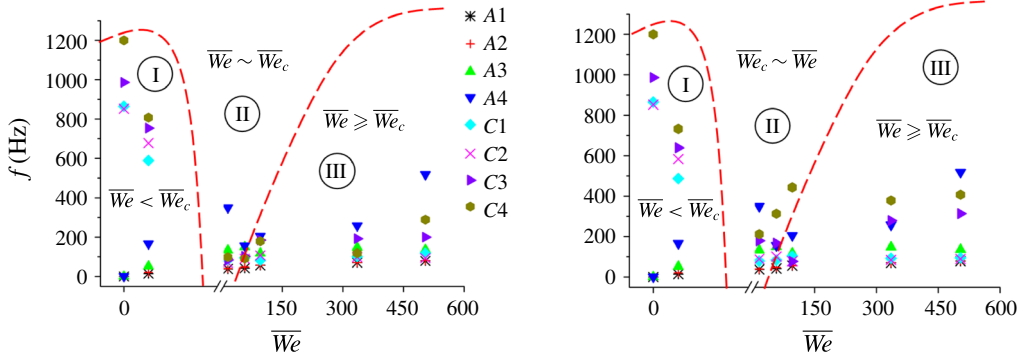 1200
1000
800
600
400
200
0
f (Hz)
0
150
300
450
600
We
I
II
III
We ~ We_c
We ⩾ We_c
We < We_c
A1
A2
A3
A4
C1
C2
C3
C4
1200
1000
800
600
400
200
0
0
150
300
450
600
We
I
II
III
We_c ~ We
We ⩾ We_c
We < We_c